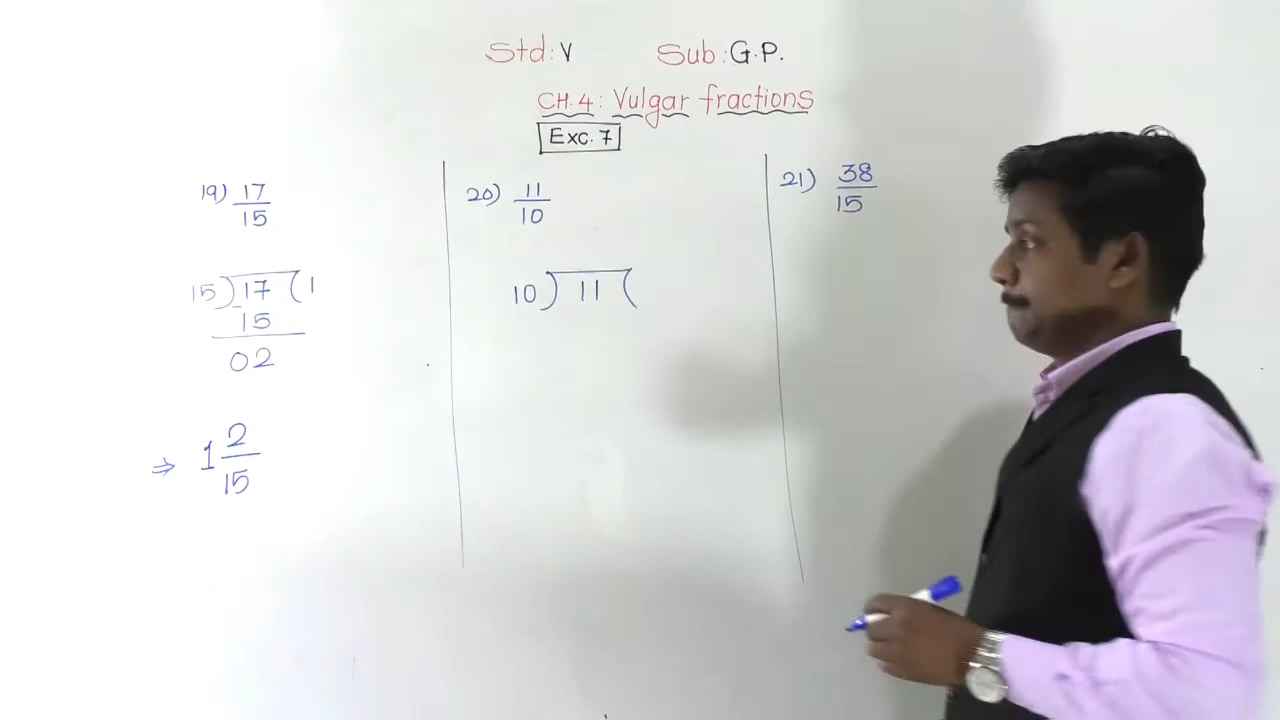 Std: V Sub: G.P.
CH.4: Vulgar fractions
Exc. 7
19) 17/15
15) 17 ( 1
15
02
⇒ 1 2/15
20) 11/10
10) 11 (
21) 38/15